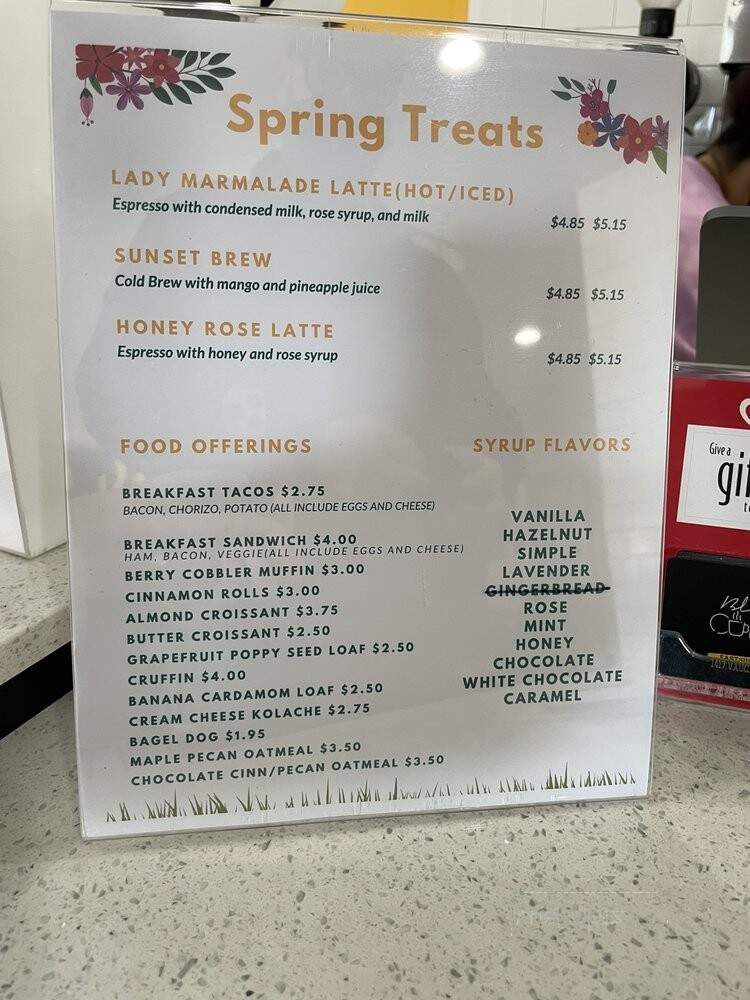 Spring Treats
LADY MARMALADE LATTE(HOT/ICED)
Espresso with condensed milk, rose syrup, and milk
$4.85 $5.15
SUNSET BREW
Cold Brew with mango and pineapple juice
$4.85 $5.15
HONEY ROSE LATTE
Espresso with honey and rose syrup
$4.85 $5.15
FOOD OFFERINGS
BREAKFAST TACOS $2.75
BACON, CHORIZO, POTATO (ALL INCLUDE EGGS AND CHEESE)
BREAKFAST SANDWICH $4.00
HAM, BACON, VEGGIE(ALL INCLUDE EGGS AND CHEESE)
BERRY COBBLER MUFFIN $3.00
CINNAMON ROLLS $3.00
ALMOND CROISSANT $3.75
BUTTER CROISSANT $2.50
GRAPEFRUIT POPPY SEED LOAF $2.50
CRUFFIN $4.00
BANANA CARDAMOM LOAF $2.50
CREAM CHEESE KOLACHE $2.75
BAGEL DOG $1.95
MAPLE PECAN OATMEAL $3.50
CHOCOLATE CINN/PECAN OATMEAL $3.50
SYRUP FLAVORS
VANILLA
HAZELNUT
SIMPLE
LAVENDER
GINGERBREAD
ROSE
MINT
HONEY
CHOCOLATE
WHITE CHOCOLATE
CARAMEL
Give a